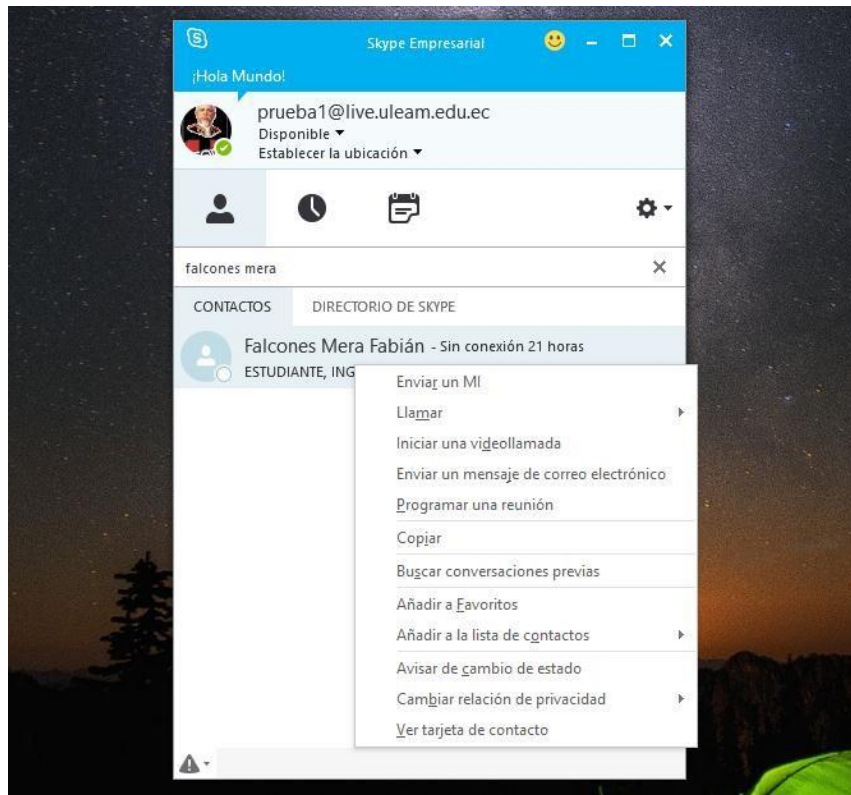 Skype Empresarial
¡Hola Mundo!
prueba1@live.uleam.edu.ec
Disponible
Establecer la ubicación
falcones mera
CONTACTOS DIRECTORIO DE SKYPE
Falcones Mera Fabián - Sin conexión 21 horas
ESTUDIANTE, ING
Enviar un MI
Llamar
Iniciar una videollamada
Enviar un mensaje de correo electrónico
Programar una reunión
Copiar
Buscar conversaciones previas
Añadir a Favoritos
Añadir a la lista de contactos
Avisar de cambio de estado
Cambiar relación de privacidad
Ver tarjeta de contacto